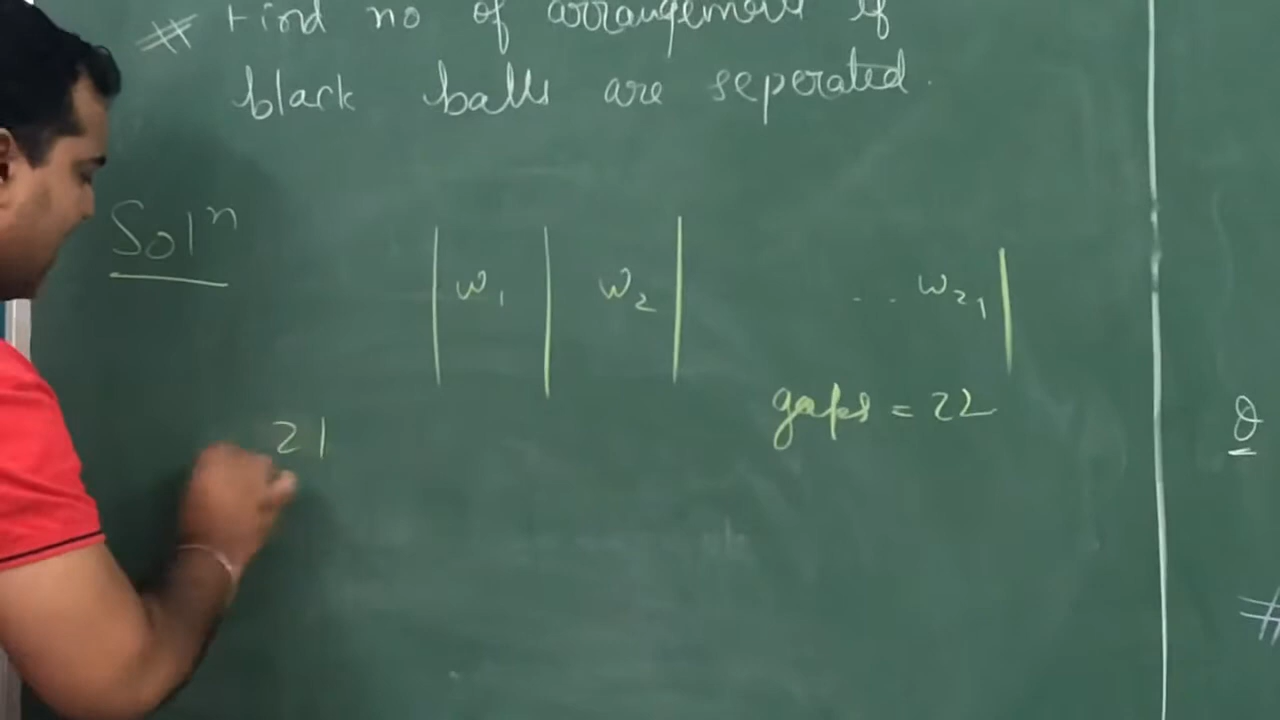 # Find no of arrangement if
black balls are seperated.
Solⁿ
w₁ w₂ .. w₂₁
gaps = 22
21
Q
#